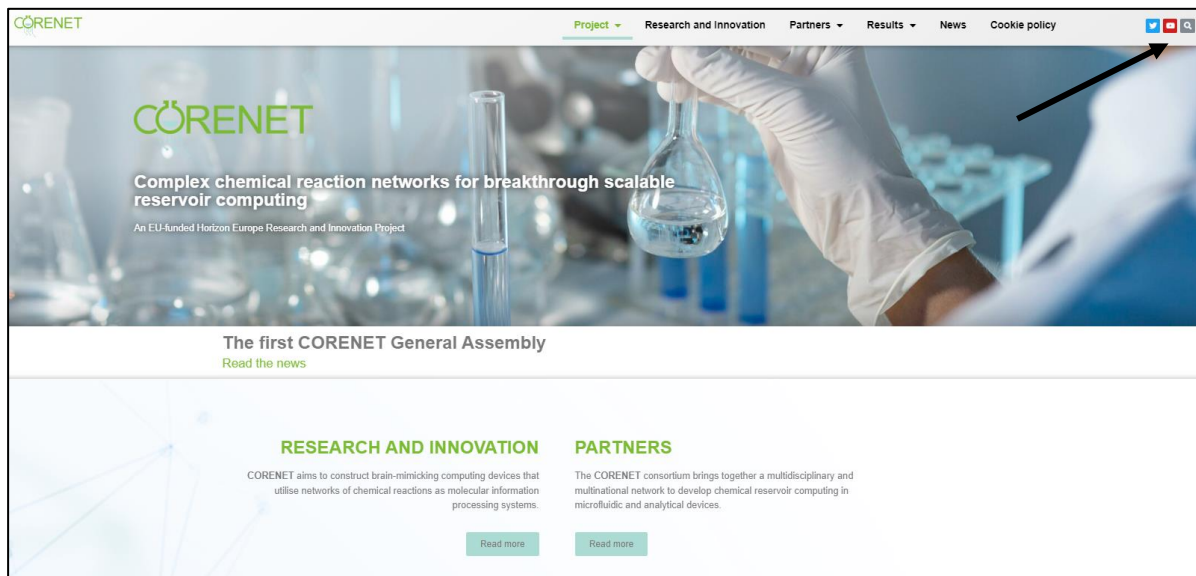 CORENET
Project Research and Innovation Partners Results News Cookie policy
CORENET
Complex chemical reaction networks for breakthrough scalable
reservoir computing
An EU-funded Horizon Europe Research and Innovation Project
The first CORENET General Assembly
Read the news
RESEARCH AND INNOVATION
CORENET aims to construct brain-mimicking computing devices that
utilise networks of chemical reactions as molecular information
processing systems.
Read more
PARTNERS
The CORENET consortium brings together a multidisciplinary and
multinational network to develop chemical reservoir computing in
microfluidic and analytical devices.
Read more